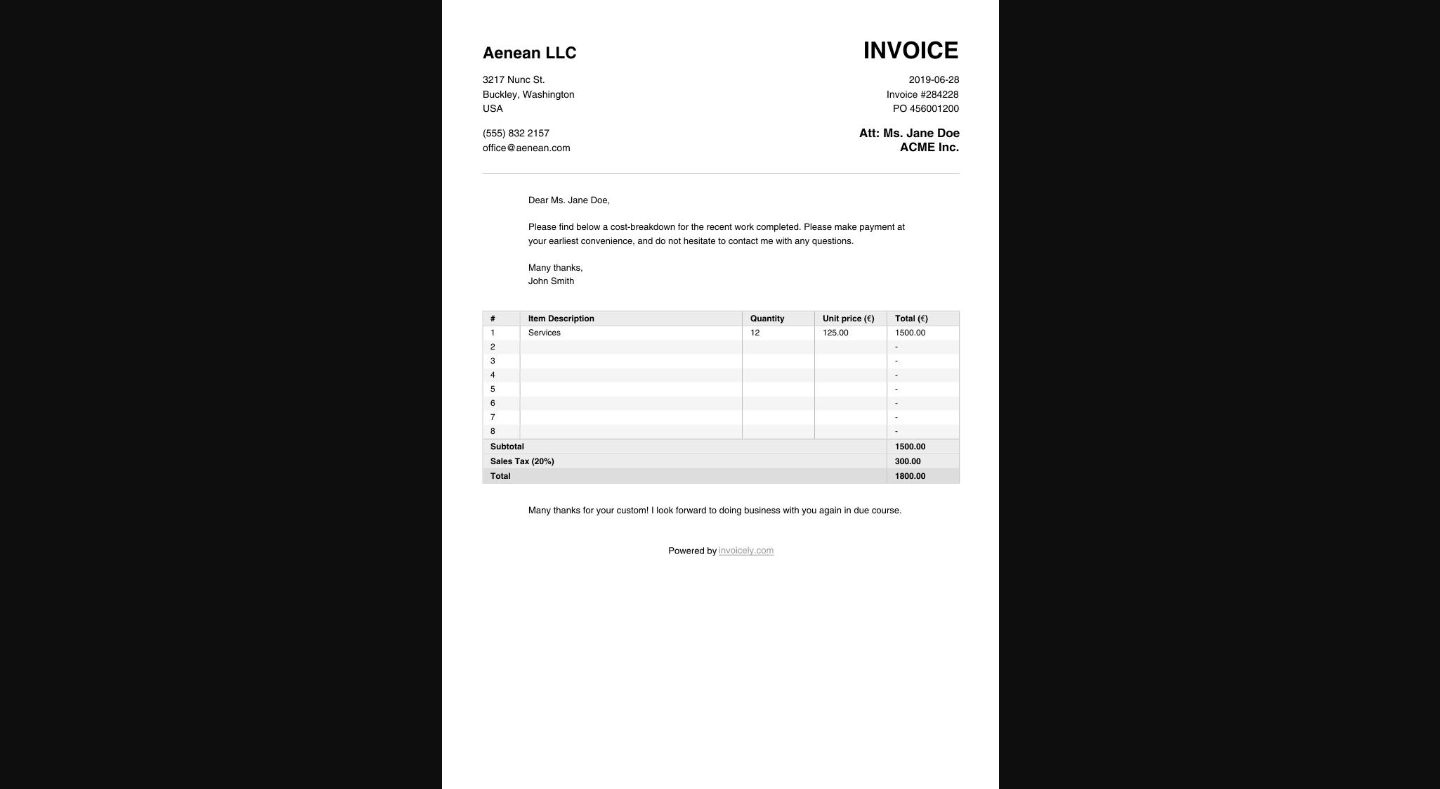 Aenean LLC
INVOICE
3217 Nunc St.
Buckley, Washington
USA
2019-06-28
Invoice #284228
PO 456001200
(555) 832 2157
office@aenean.com
Att: Ms. Jane Doe
ACME Inc.
Dear Ms. Jane Doe,
Please find below a cost-breakdown for the recent work completed. Please make payment at
your earliest convenience, and do not hesitate to contact me with any questions.
Many thanks,
John Smith
# Item Description Quantity Unit price (€) Total (€)
1 Services 12 125.00 1500.00
2 -
3 -
4 -
5 -
6 -
7 -
8 -
Subtotal 1500.00
Sales Tax (20%) 300.00
Total 1800.00
Many thanks for your custom! I look forward to doing business with you again in due course.
Powered by invoicely.com